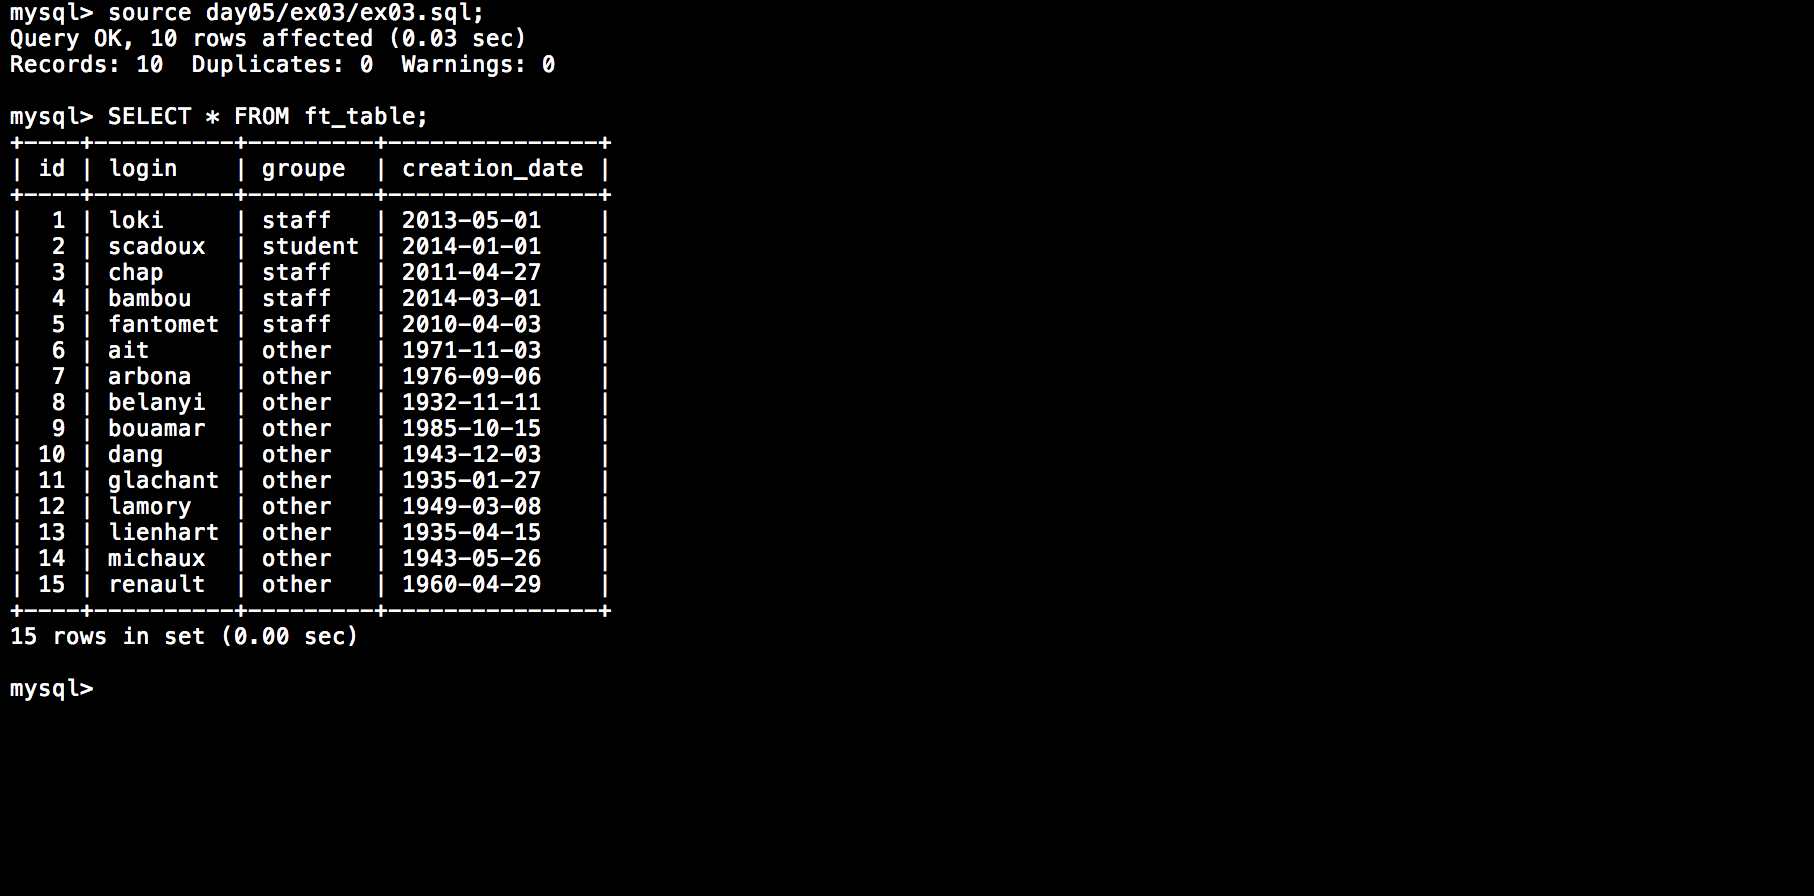 mysql> source day05/ex03/ex03.sql;
Query OK, 10 rows affected (0.03 sec)
Records: 10  Duplicates: 0  Warnings: 0

mysql> SELECT * FROM ft_table;
+----+----------+---------+---------------+
| id | login    | groupe  | creation_date |
+----+----------+---------+---------------+
|  1 | loki     | staff   | 2013-05-01    |
|  2 | scadoux  | student | 2014-01-01    |
|  3 | chap     | staff   | 2011-04-27    |
|  4 | bambou   | staff   | 2014-03-01    |
|  5 | fantomet | staff   | 2010-04-03    |
|  6 | ait      | other   | 1971-11-03    |
|  7 | arbona   | other   | 1976-09-06    |
|  8 | belanyi  | other   | 1932-11-11    |
|  9 | bouamar  | other   | 1985-10-15    |
| 10 | dang     | other   | 1943-12-03    |
| 11 | glachant | other   | 1935-01-27    |
| 12 | lamory   | other   | 1949-03-08    |
| 13 | lienhart | other   | 1935-04-15    |
| 14 | michaux  | other   | 1943-05-26    |
| 15 | renault  | other   | 1960-04-29    |
+----+----------+---------+---------------+
15 rows in set (0.00 sec)

mysql>